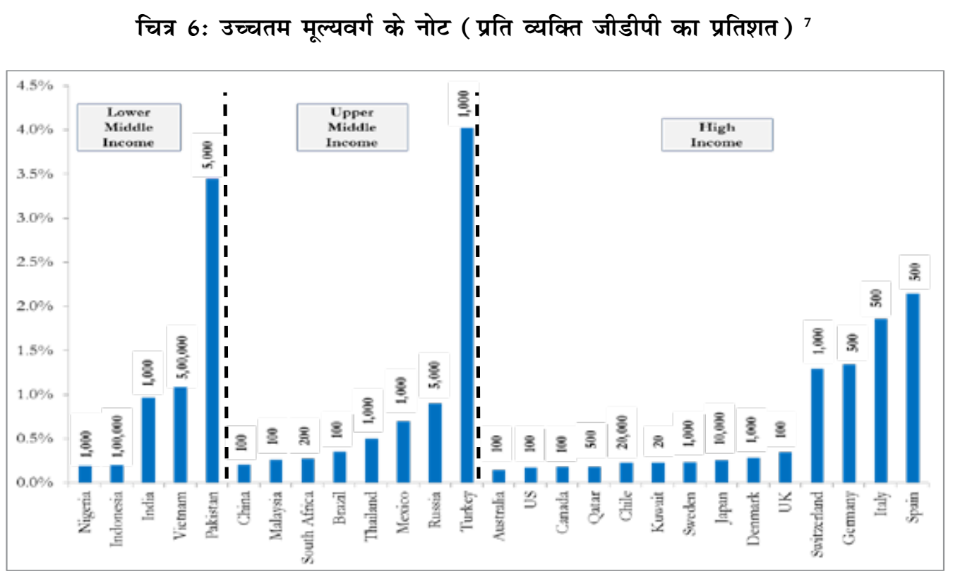 चित्र 6: उच्चतम मूल्यवर्ग के नोट ( प्रति व्यक्ति जीडीपी का प्रतिशत ) 7
4.5%
4.0%
3.5%
3.0%
2.5%
2.0%
1.5%
1.0%
0.5%
0.0%
Lower
Middle
Income
Upper
Middle
Income
High
Income
1,000
1,00,000
1,000
5,00,000
5,000
100
100
200
100
1,000
1,000
5,000
1,000
100
100
100
500
20,000
20
1,000
10,000
1,000
100
1,000
500
500
500
Nigeria
Indonesia
India
Vietnam
Pakistan
China
Malaysia
South Africa
Brazil
Thailand
Mexico
Russia
Turkey
Australia
US
Canada
Qatar
Chile
Kuwait
Sweden
Japan
Denmark
UK
Switzerland
Germany
Italy
Spain